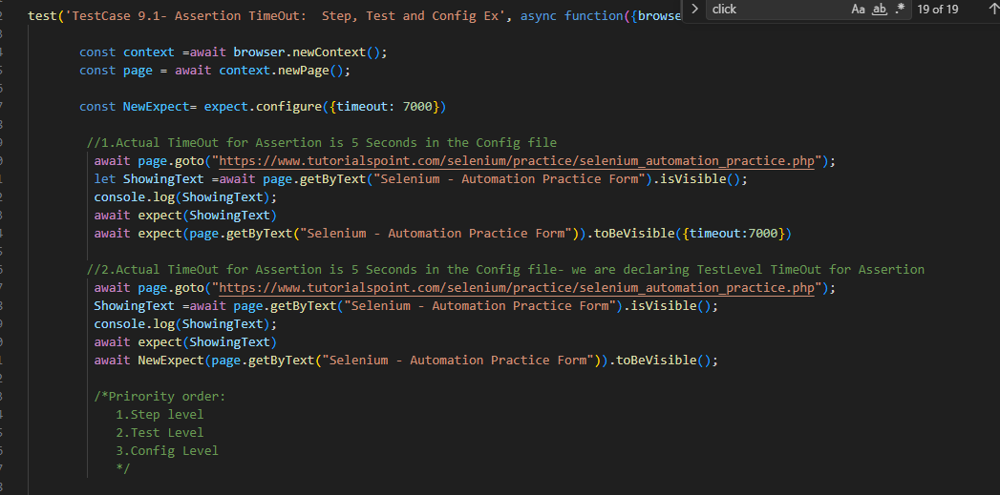 click
Aa ab .* 19 of 19
test('TestCase 9.1- Assertion TimeOut:  Step, Test and Config Ex', async function({browse
const context =await browser.newContext();
const page = await context.newPage();
const NewExpect= expect.configure({timeout: 7000})
//1.Actual TimeOut for Assertion is 5 Seconds in the Config file
await page.goto("https://www.tutorialspoint.com/selenium/practice/selenium_automation_practice.php");
let ShowingText =await page.getByText("Selenium - Automation Practice Form").isVisible();
console.log(ShowingText);
await expect(ShowingText)
await expect(page.getByText("Selenium - Automation Practice Form")).toBeVisible({timeout:7000})
//2.Actual TimeOut for Assertion is 5 Seconds in the Config file- we are declaring TestLevel TimeOut for Assertion
await page.goto("https://www.tutorialspoint.com/selenium/practice/selenium_automation_practice.php");
ShowingText =await page.getByText("Selenium - Automation Practice Form").isVisible();
console.log(ShowingText);
await expect(ShowingText)
await NewExpect(page.getByText("Selenium - Automation Practice Form")).toBeVisible();
/*Prirority order:
1.Step level
2.Test Level
3.Config Level
*/